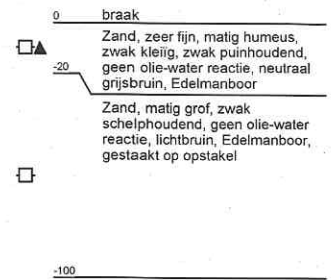 0 braak
Zand, zeer fijn, matig humeus,
zwak kleiïg, zwak puinhoudend,
-20 geen olie-water reactie, neutraal
grijsbruin, Edelmanboor
Zand, matig grof, zwak
schelphoudend, geen olie-water
reactie, lichtbruin, Edelmanboor,
gestaakt op opstakel
-100